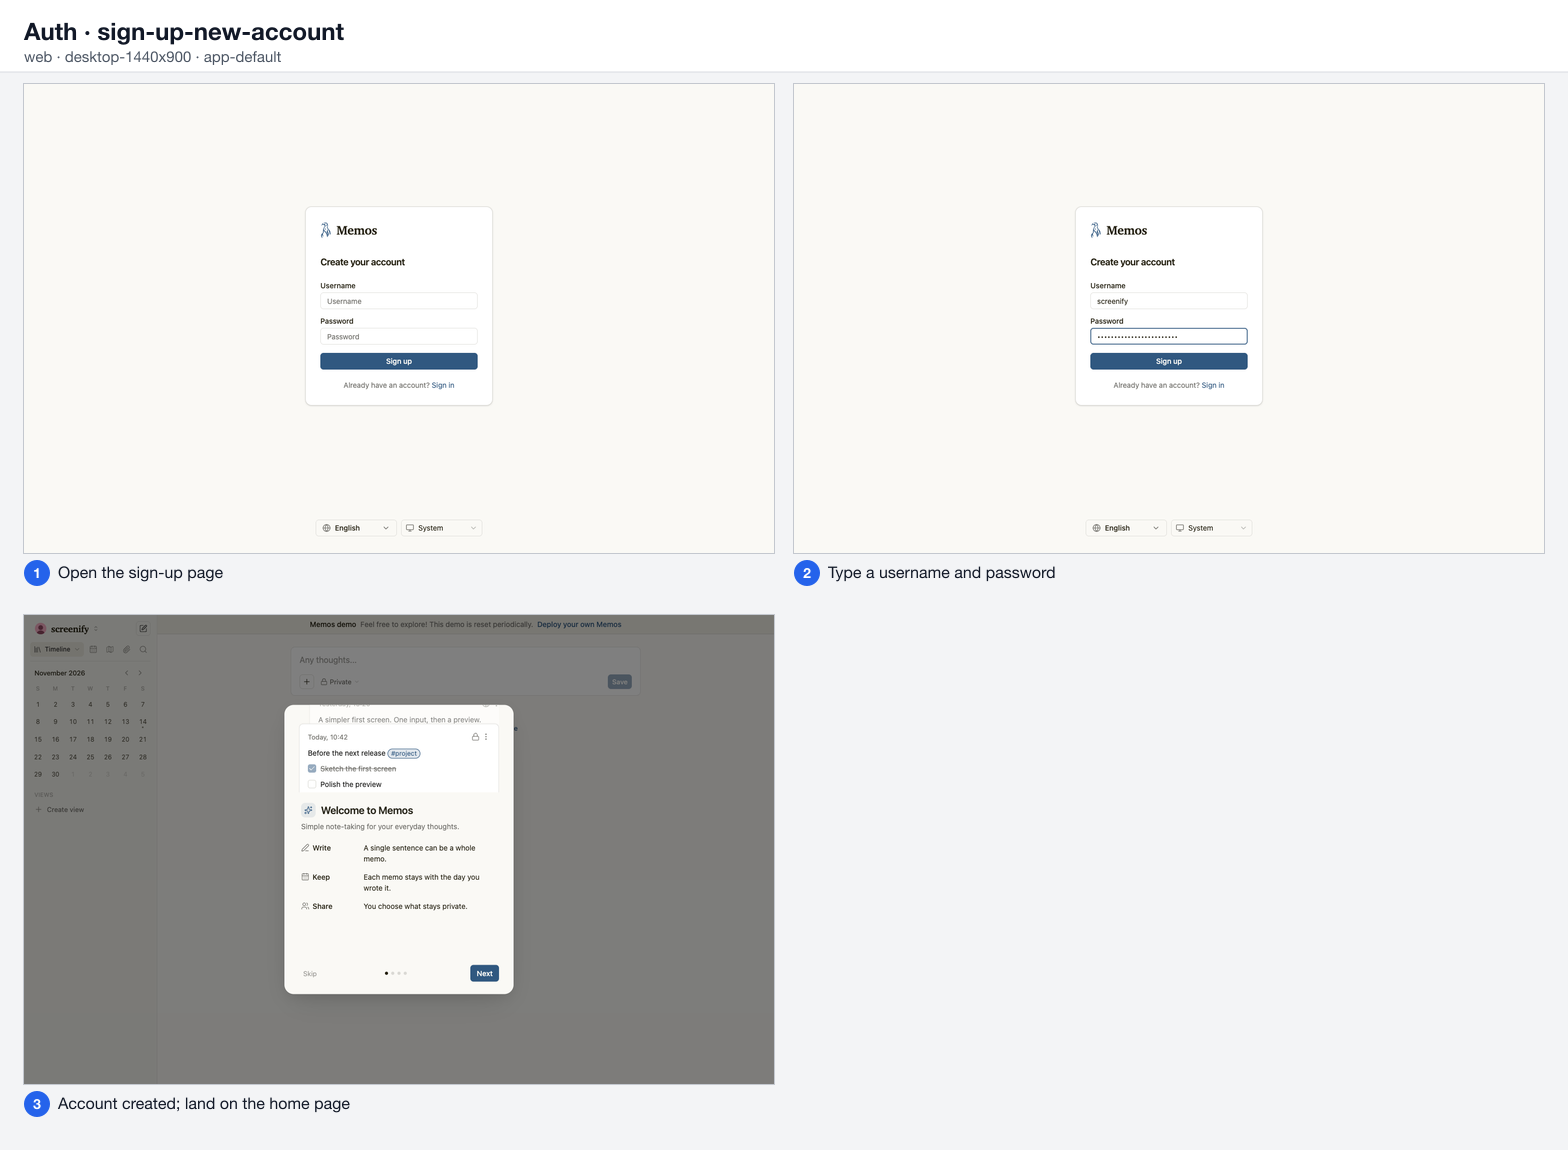 Auth · sign-up-new-account
web · desktop-1440x900 · app-default
Memos
Create your account
Username
Username
Password
Password
Sign up
Already have an account? Sign in
English
System
1 Open the sign-up page
Memos
Create your account
Username
screenify
Password
••••••••••••••••••••••••
Sign up
Already have an account? Sign in
English
System
2 Type a username and password
screenify
Memos demo Feel free to explore! This demo is reset periodically. Deploy your own Memos
Timeline
November 2026
S M T W T F S
1 2 3 4 5 6 7
8 9 10 11 12 13 14
15 16 17 18 19 20 21
22 23 24 25 26 27 28
29 30 1 2 3 4 5
VIEWS
+ Create view
Any thoughts...
Private
Save
A simpler first screen. One input, then a preview.
Today, 10:42
Before the next release #project
Sketch the first screen
Polish the preview
Welcome to Memos
Simple note-taking for your everyday thoughts.
Write A single sentence can be a whole
memo.
Keep Each memo stays with the day you
wrote it.
Share You choose what stays private.
Skip
Next
3 Account created; land on the home page